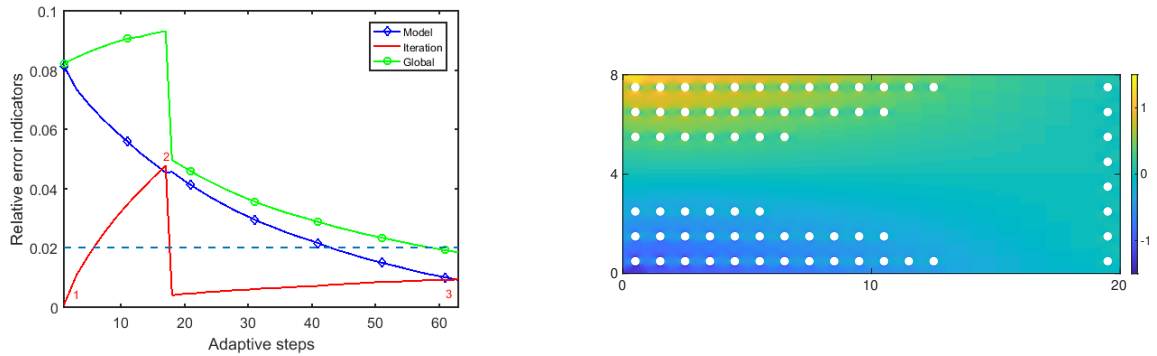 0.1
0.08
0.06
0.04
0.02
0
Relative error indicators
Model
Iteration
Global
1
2
3
10 20 30 40 50 60
Adaptive steps
8
4
0
0 10 20
1
0
-1